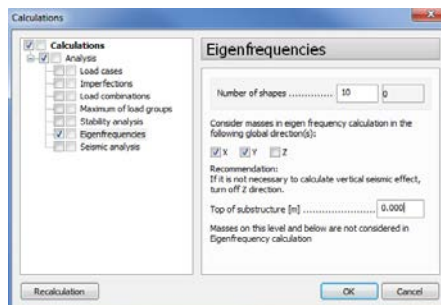 Calculations
Calculations
Analysis
Load cases
Imperfections
Load combinations
Maximum of load groups
Stability analysis
Eigenfrequencies
Seismic analysis
Eigenfrequencies
Number of shapes .............. 10 0
Consider masses in eigen frequency calculation in the
following global direction(s):
X Y Z
Recommendation:
If it is not necessary to calculate vertical seismic effect,
turn off Z direction.
Top of substructure [m] ..................... 0.000
Masses on this level and below are not considered in
Eigenfrequency calculation
Recalculation OK Cancel